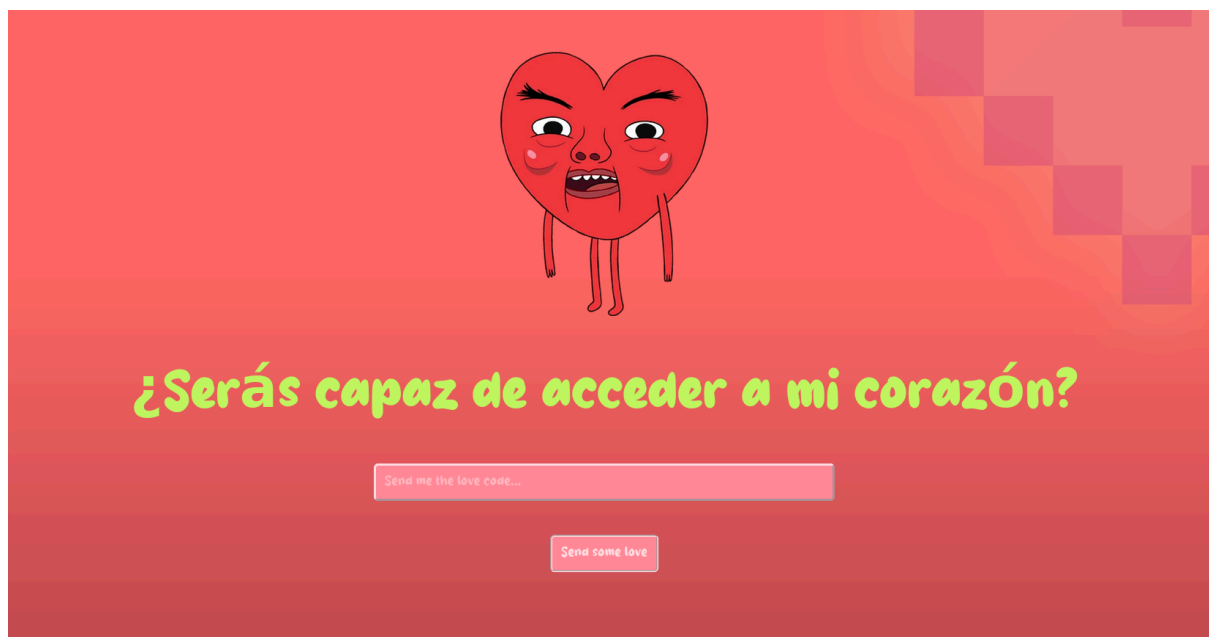 ¿Serás capaz de acceder a mi corazón?
Send me the love code...
Send some love